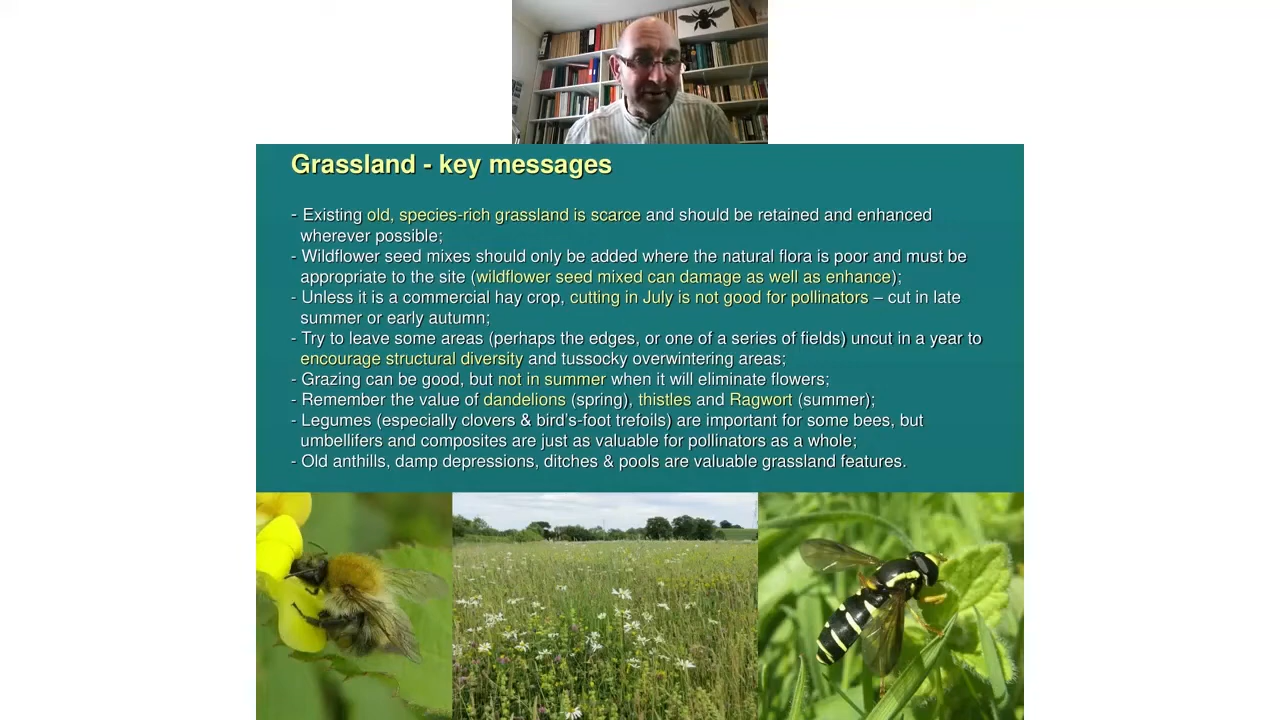 Grassland - key messages
- Existing old, species-rich grassland is scarce and should be retained and enhanced
wherever possible;
- Wildflower seed mixes should only be added where the natural flora is poor and must be
appropriate to the site (wildflower seed mixed can damage as well as enhance);
- Unless it is a commercial hay crop, cutting in July is not good for pollinators – cut in late
summer or early autumn;
- Try to leave some areas (perhaps the edges, or one of a series of fields) uncut in a year to
encourage structural diversity and tussocky overwintering areas;
- Grazing can be good, but not in summer when it will eliminate flowers;
- Remember the value of dandelions (spring), thistles and Ragwort (summer);
- Legumes (especially clovers & bird's-foot trefoils) are important for some bees, but
umbellifers and composites are just as valuable for pollinators as a whole;
- Old anthills, damp depressions, ditches & pools are valuable grassland features.